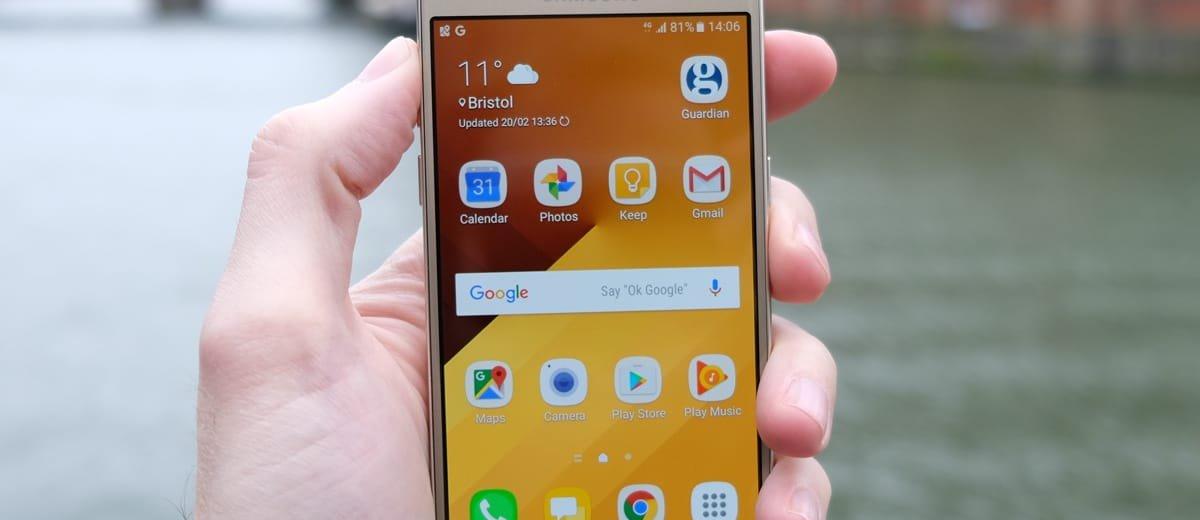 SAMSUNG
G 4G 81% 14:06
11°
Bristol
Updated 20/02 13:36
Guardian
31
Calendar
Photos
Keep
Gmail
Google Say "Ok Google"
G
Maps
Camera
Play Store
Play Music